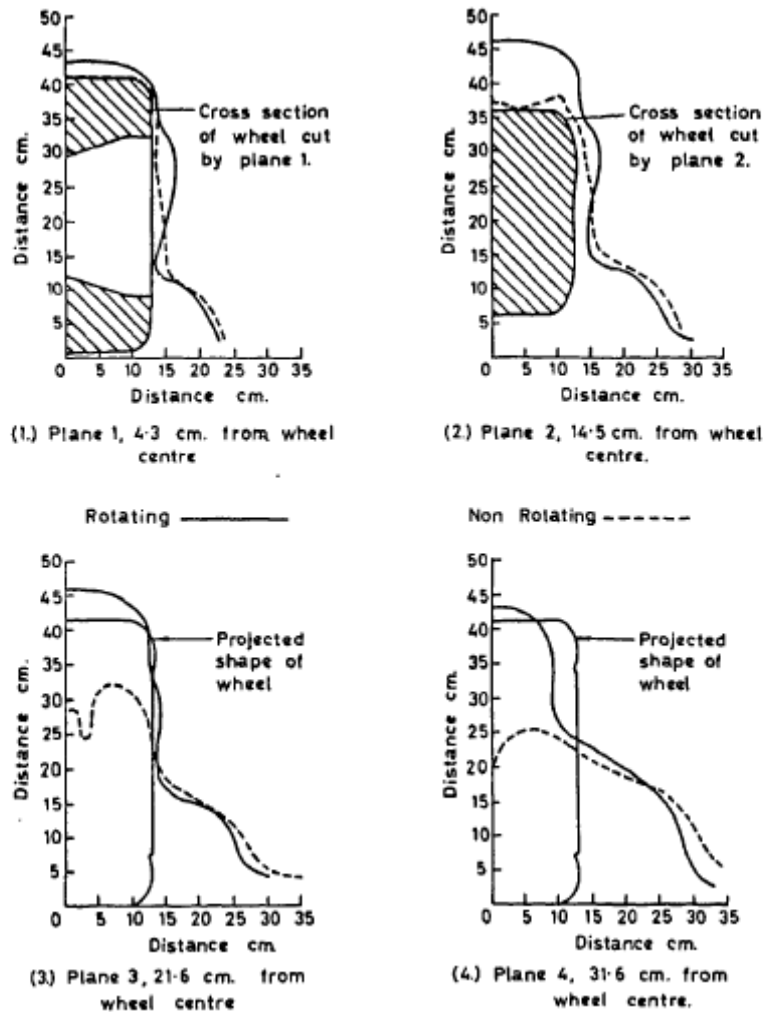 50
45
40
35
30
25
20
15
10
5
Distance cm.
0 5 10 15 20 25 30 35
Distance cm.
Cross section
of wheel cut
by plane 1.
(1.) Plane 1, 4·3 cm. from wheel
centre
50
45
40
35
30
25
20
15
10
5
Distance cm.
0 5 10 15 20 25 30 35
Distance cm.
Cross section
of wheel cut
by plane 2.
(2.) Plane 2, 14·5 cm. from wheel
centre.
Rotating
Non Rotating
50
45
40
35
30
25
20
15
10
5
Distance cm.
0 5 10 15 20 25 30 35
Distance cm.
Projected
shape of
wheel
(3.) Plane 3, 21·6 cm. from
wheel centre
50
45
40
35
30
25
20
15
10
5
Distance cm.
0 5 10 15 20 25 30 35
Distance cm.
Projected
shape of
wheel
(4.) Plane 4, 31·6 cm. from
wheel centre.